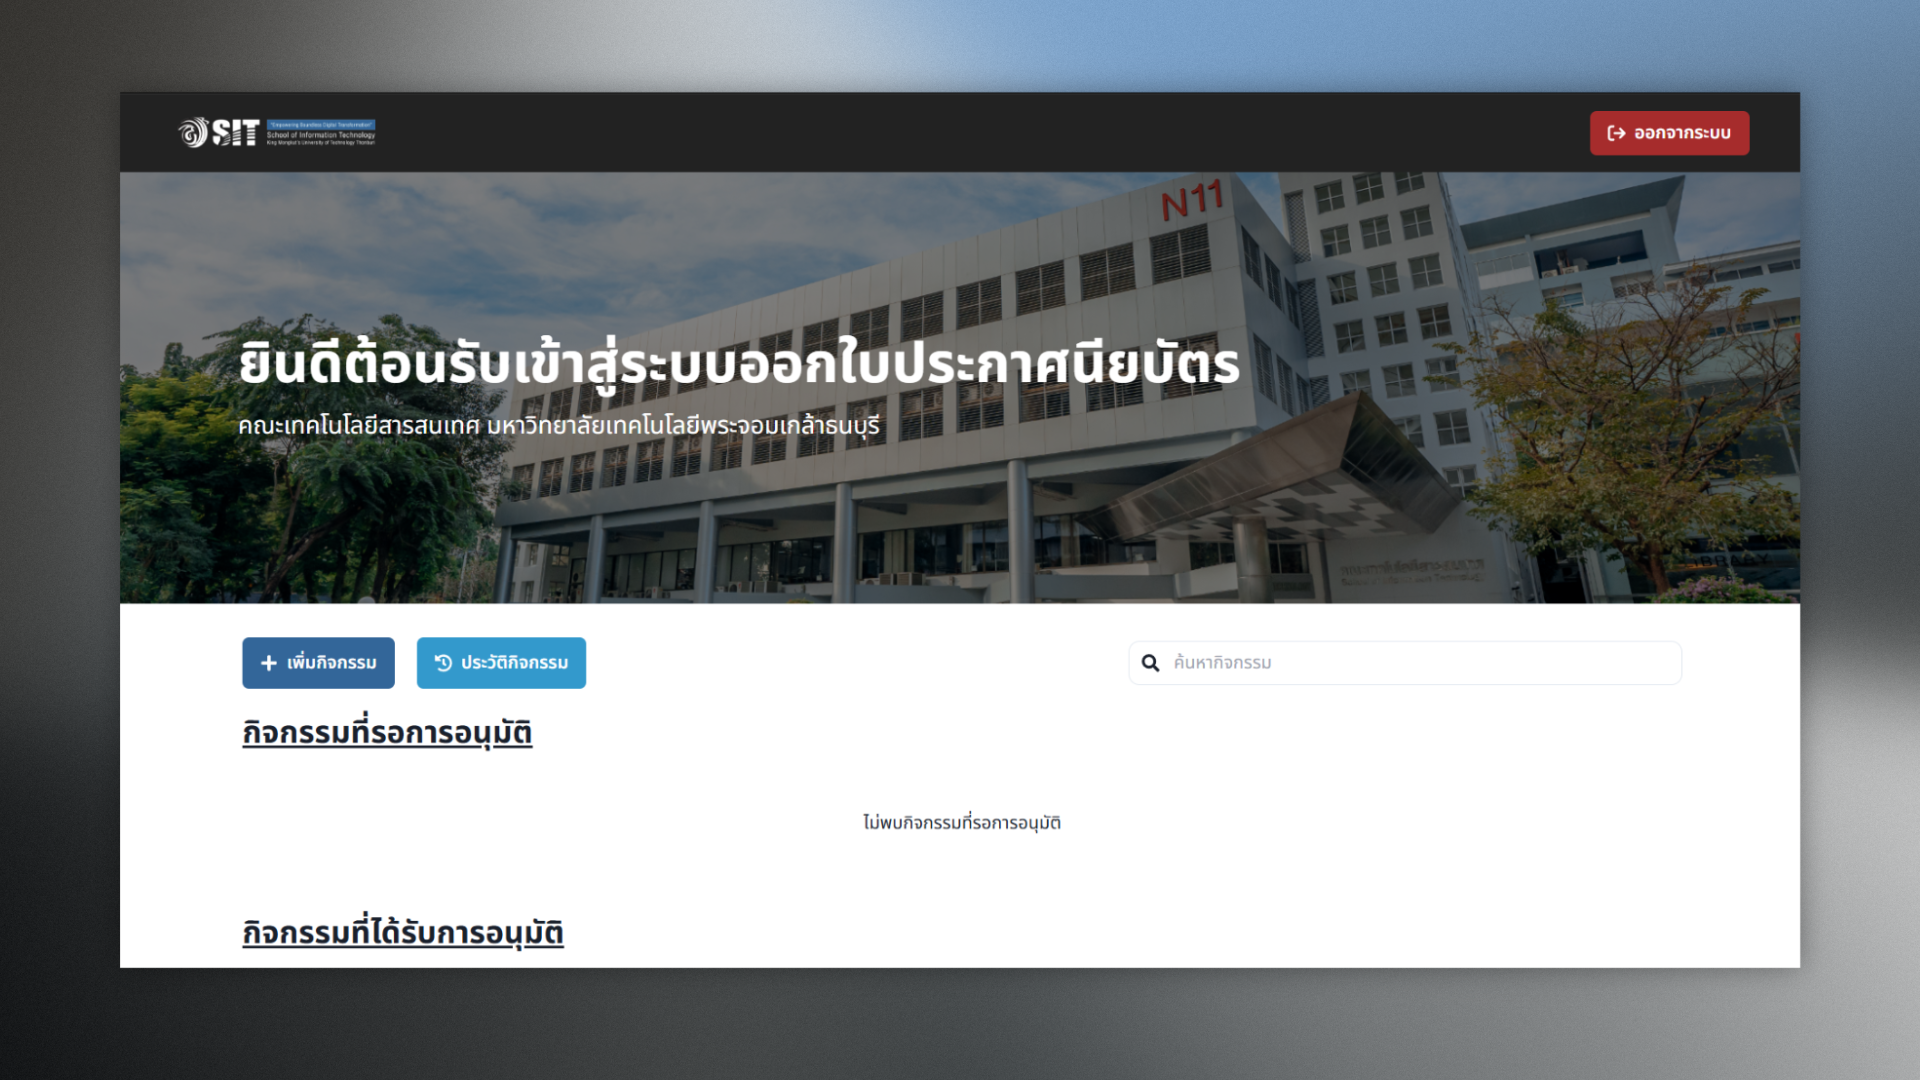 SIT
"Empowering Boundless Digital Transformation"
School of Information Technology
King Mongkut's University of Technology Thonburi
ออกจากระบบ
N11
ยินดีต้อนรับเข้าสู่ระบบออกใบประกาศนียบัตร
คณะเทคโนโลยีสารสนเทศ มหาวิทยาลัยเทคโนโลยีพระจอมเกล้าธนบุรี
เพิ่มกิจกรรม
ประวัติกิจกรรม
ค้นหากิจกรรม
กิจกรรมที่รอการอนุมัติ
ไม่พบกิจกรรมที่รอการอนุมัติ
กิจกรรมที่ได้รับการอนุมัติ